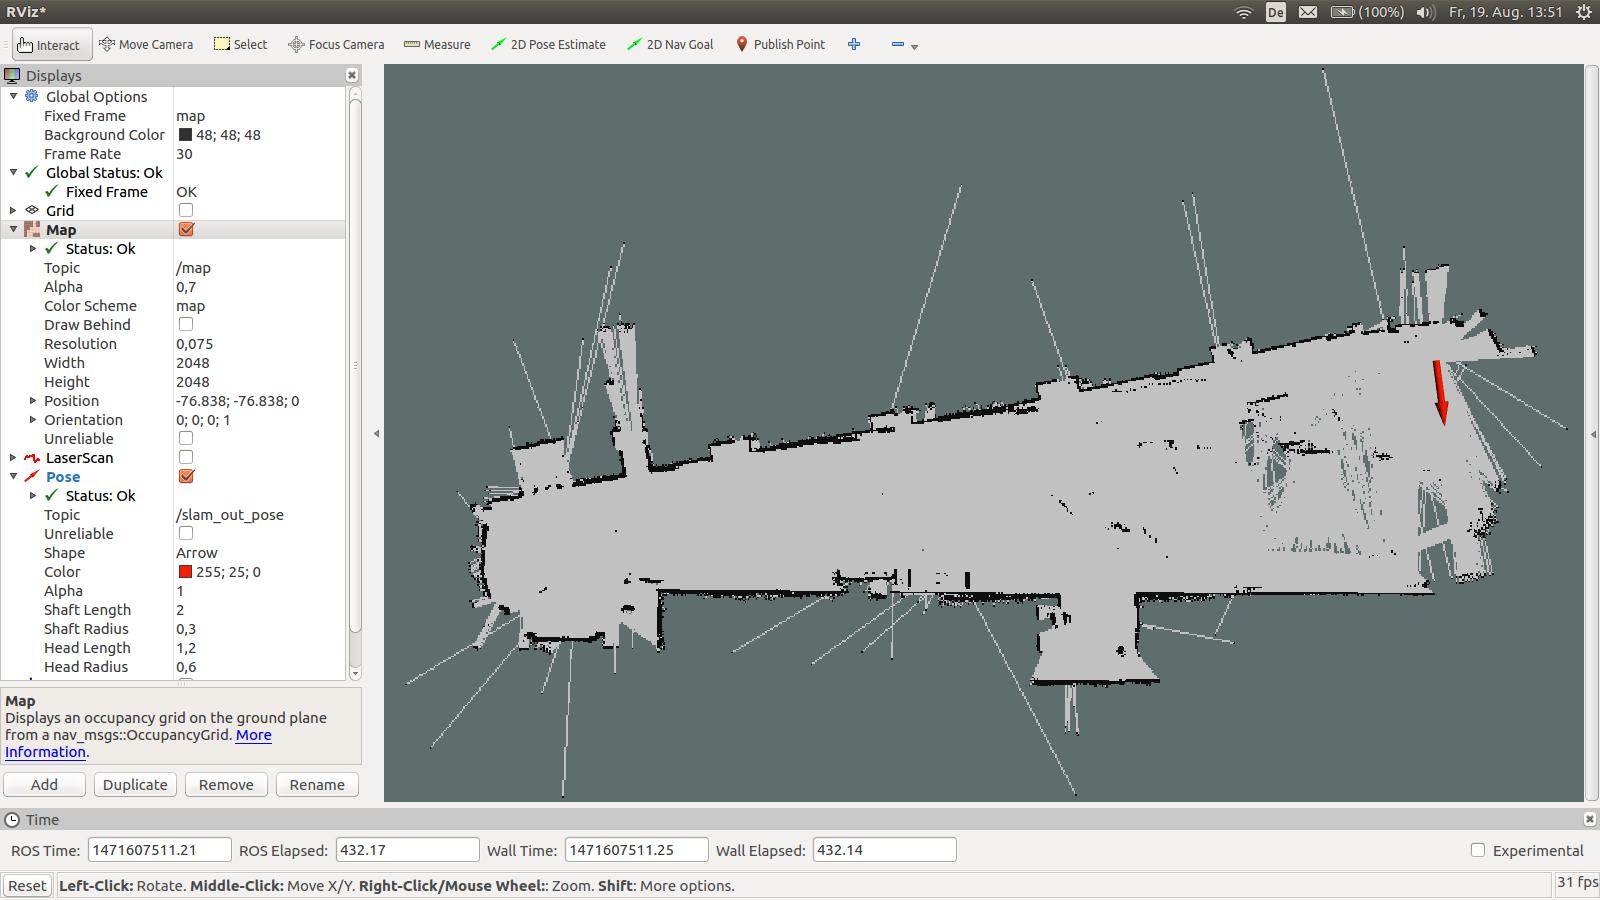 RViz*
De (100%) Fr, 19. Aug. 13:51
Interact Move Camera Select Focus Camera Measure 2D Pose Estimate 2D Nav Goal Publish Point
Displays
Global Options
Fixed Frame map
Background Color 48; 48; 48
Frame Rate 30
Global Status: Ok
Fixed Frame OK
Grid
Map
Status: Ok
Topic /map
Alpha 0,7
Color Scheme map
Draw Behind
Resolution 0,075
Width 2048
Height 2048
Position -76.838; -76.838; 0
Orientation 0; 0; 0; 1
Unreliable
LaserScan
Pose
Status: Ok
Topic /slam_out_pose
Unreliable
Shape Arrow
Color 255; 25; 0
Alpha 1
Shaft Length 2
Shaft Radius 0,3
Head Length 1,2
Head Radius 0,6
Map
Displays an occupancy grid on the ground plane
from a nav_msgs::OccupancyGrid. More
Information.
Add Duplicate Remove Rename
Time
ROS Time: 1471607511.21 ROS Elapsed: 432.17 Wall Time: 1471607511.25 Wall Elapsed: 432.14 Experimental
Reset Left-Click: Rotate. Middle-Click: Move X/Y. Right-Click/Mouse Wheel:: Zoom. Shift: More options. 31 fps